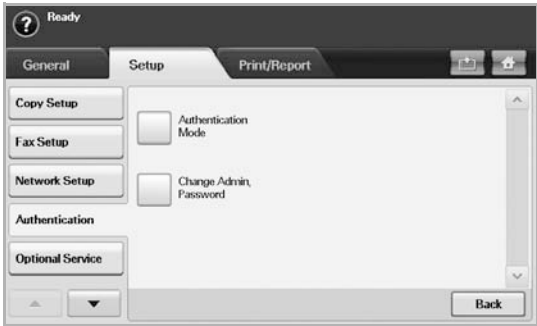 ? Ready
General Setup Print/Report
Copy Setup
Fax Setup
Network Setup
Authentication
Optional Service
Authentication
Mode
Change Admin,
Password
Back